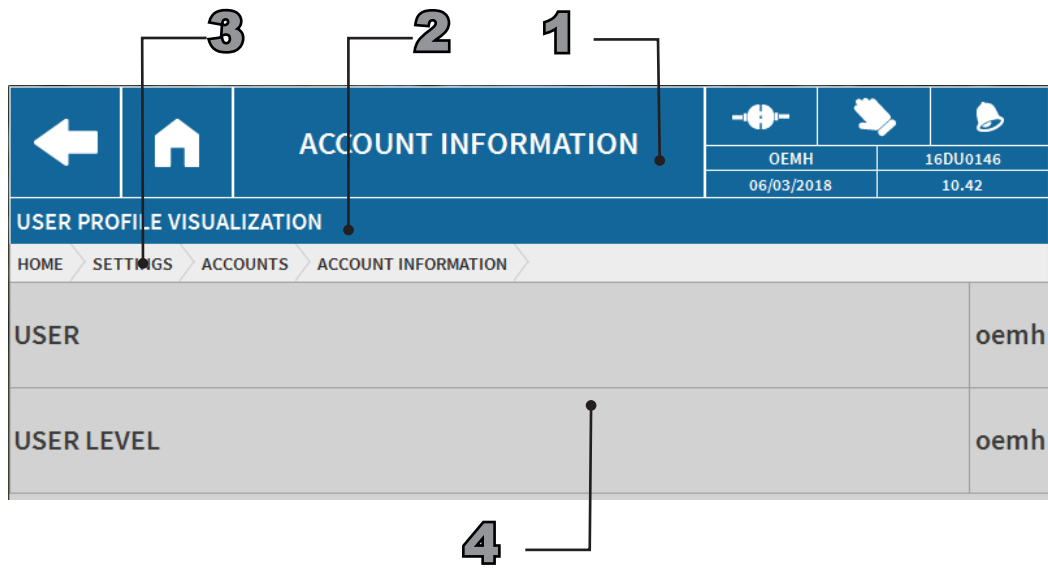 3 2 1
ACCOUNT INFORMATION
OEMH 16DU0146
06/03/2018 10.42
USER PROFILE VISUALIZATION
HOME SETTINGS ACCOUNTS ACCOUNT INFORMATION
USER oemh
USER LEVEL oemh
4